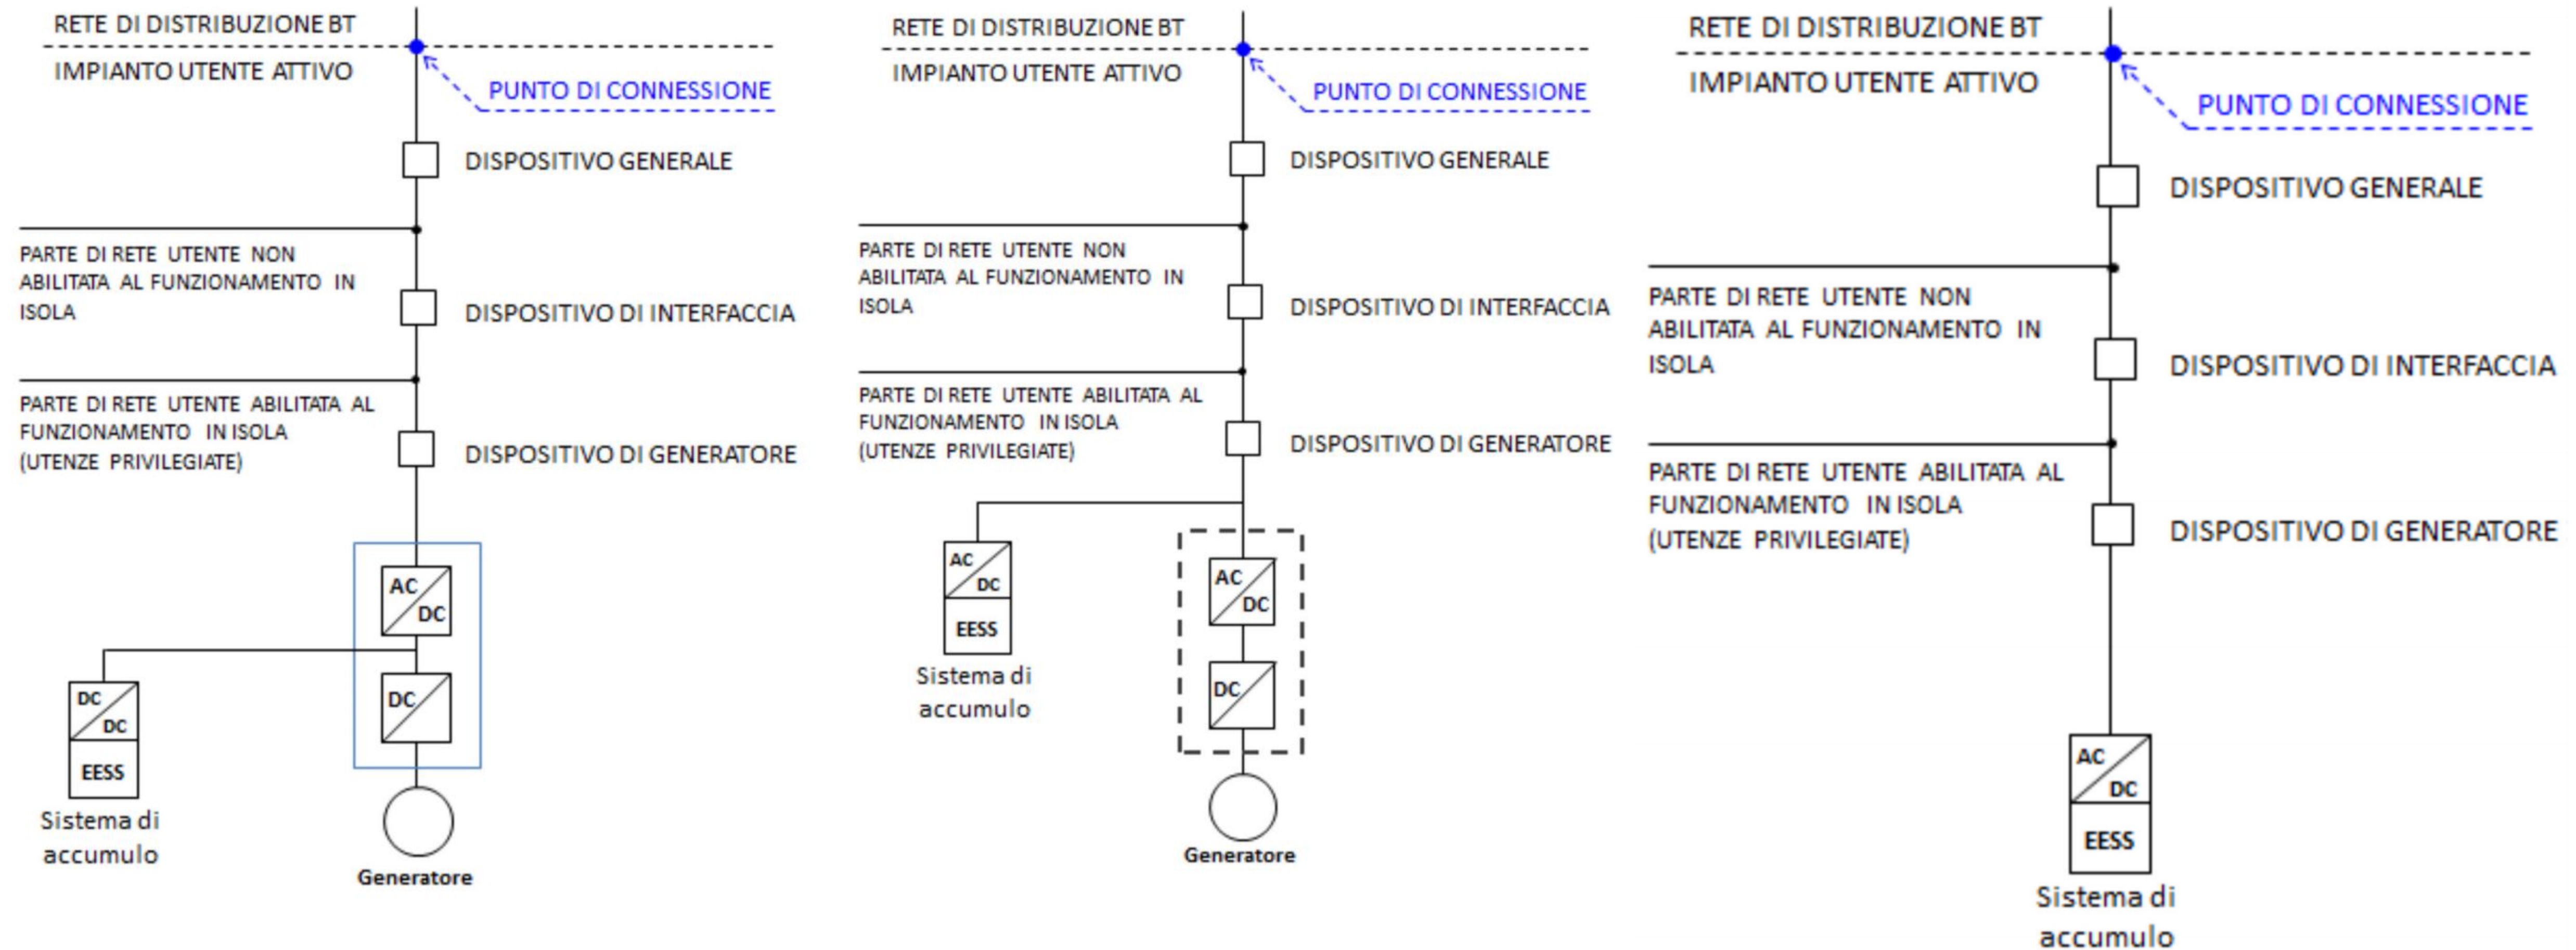 RETE DI DISTRIBUZIONE BT
IMPIANTO UTENTE ATTIVO
PUNTO DI CONNESSIONE
DISPOSITIVO GENERALE
PARTE DI RETE UTENTE NON
ABILITATA AL FUNZIONAMENTO IN
ISOLA
DISPOSITIVO DI INTERFACCIA
PARTE DI RETE UTENTE ABILITATA AL
FUNZIONAMENTO IN ISOLA
(UTENZE PRIVILEGIATE)
DISPOSITIVO DI GENERATORE
AC
DC
DC
DC
DC
EESS
Sistema di
accumulo
Generatore
RETE DI DISTRIBUZIONE BT
IMPIANTO UTENTE ATTIVO
PUNTO DI CONNESSIONE
DISPOSITIVO GENERALE
PARTE DI RETE UTENTE NON
ABILITATA AL FUNZIONAMENTO IN
ISOLA
DISPOSITIVO DI INTERFACCIA
PARTE DI RETE UTENTE ABILITATA AL
FUNZIONAMENTO IN ISOLA
(UTENZE PRIVILEGIATE)
DISPOSITIVO DI GENERATORE
AC
DC
EESS
Sistema di
accumulo
AC
DC
DC
Generatore
RETE DI DISTRIBUZIONE BT
IMPIANTO UTENTE ATTIVO
PUNTO DI CONNESSIONE
DISPOSITIVO GENERALE
PARTE DI RETE UTENTE NON
ABILITATA AL FUNZIONAMENTO IN
ISOLA
DISPOSITIVO DI INTERFACCIA
PARTE DI RETE UTENTE ABILITATA AL
FUNZIONAMENTO IN ISOLA
(UTENZE PRIVILEGIATE)
DISPOSITIVO DI GENERATORE
AC
DC
EESS
Sistema di
accumulo